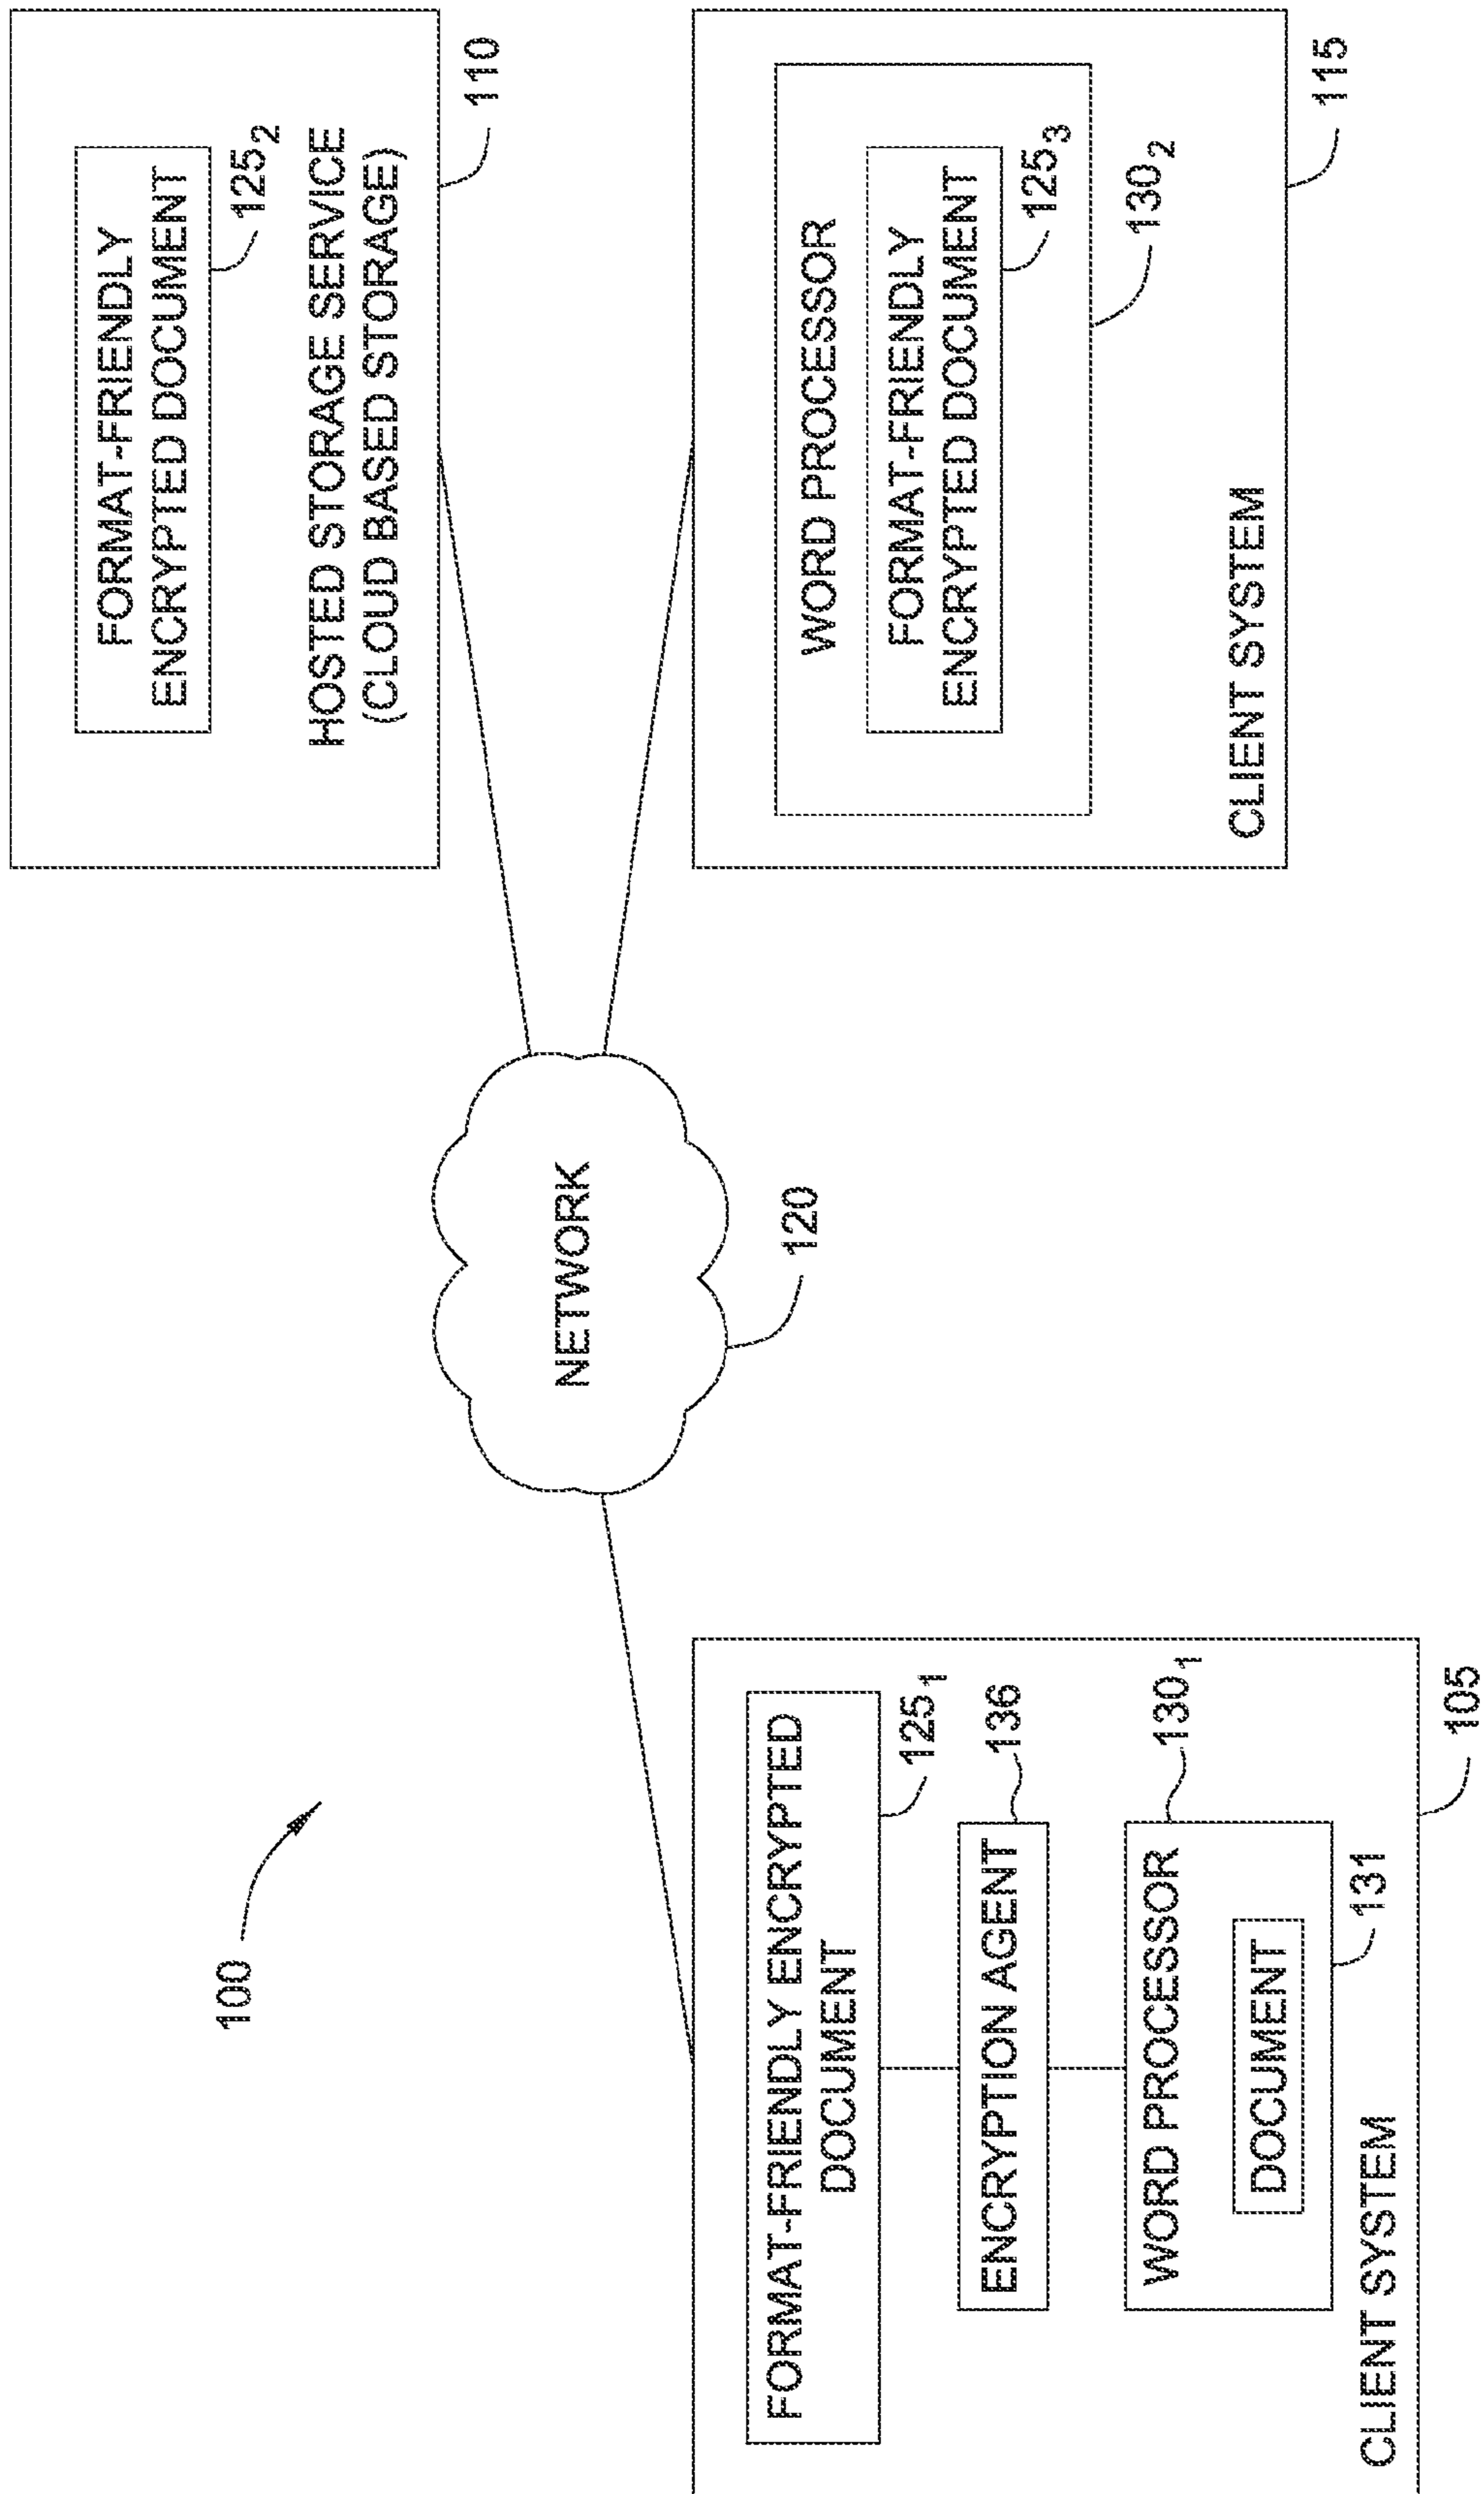 100
FORMAT-FRIENDLY ENCRYPTED
DOCUMENT
125₁
ENCRYPTION AGENT
136
WORD PROCESSOR
130₁
DOCUMENT
131
CLIENT SYSTEM
105
NETWORK
120
FORMAT-FRIENDLY
ENCRYPTED DOCUMENT
125₂
HOSTED STORAGE SERVICE
(CLOUD BASED STORAGE)
110
WORD PROCESSOR
FORMAT-FRIENDLY
ENCRYPTED DOCUMENT
125₃
130₂
CLIENT SYSTEM
115